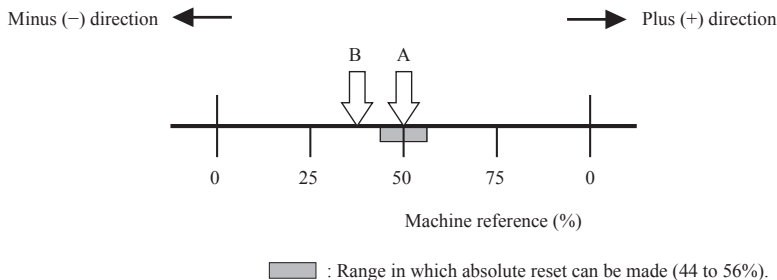 Minus (−) direction
Plus (+) direction
B
A
0
25
50
75
0
Machine reference (%)
: Range in which absolute reset can be made (44 to 56%).